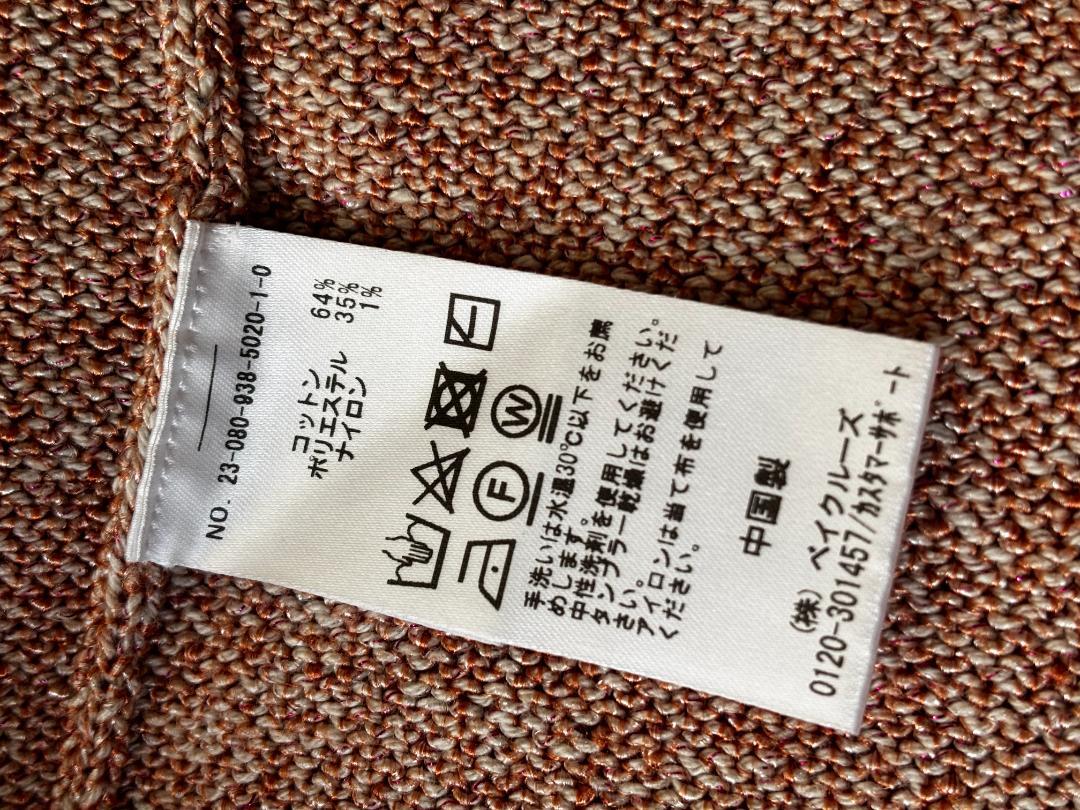 NO. 23-080-938-5020-1-0
コットン 64%
ポリエステル 35%
ナイロン 1%
W
F
手洗いは水温30℃以下をお薦
めします。
中性洗剤を使用してください。
タンブラー乾燥はお避けくだ
さい。
アイロンは当て布を使用して
ください。
中国製
(株) ベイクルーズ
0120-301457/カスタマーサポート